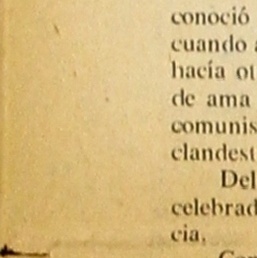 conoció
cuando a
hacía ot
de ama
comunis
clandest
Del
celebrad
cia.